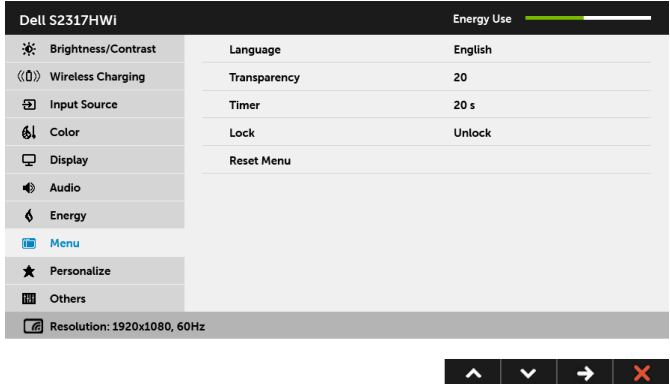 Dell S2317HWi Energy Use
Brightness/Contrast Language English
Wireless Charging Transparency 20
Input Source Timer 20 s
Color Lock Unlock
Display Reset Menu
Audio
Energy
Menu
Personalize
Others
Resolution: 1920x1080, 60Hz